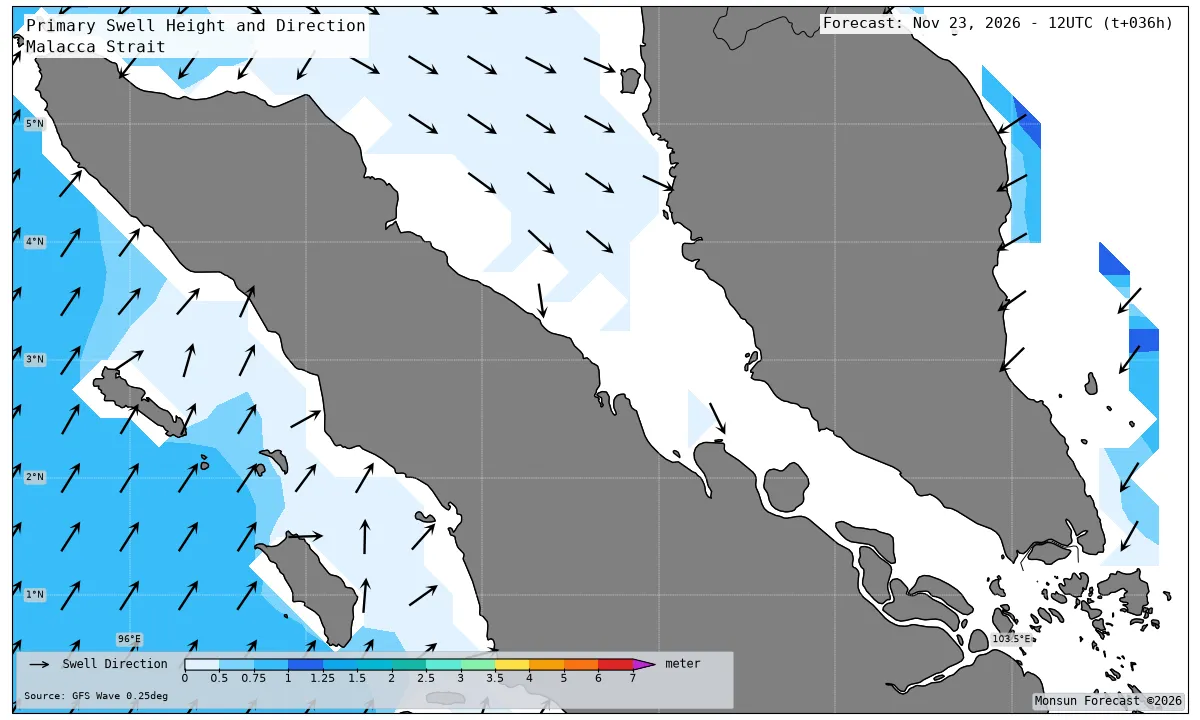 Primary Swell Height and Direction
Malacca Strait
Forecast: Nov 23, 2026 - 12UTC (t+036h)
5°N
4°N
3°N
2°N
1°N
96°E
103.5°E
Swell Direction
meter
0 0.5 0.75 1 1.25 1.5 2 2.5 3 3.5 4 5 6 7
Source: GFS Wave 0.25deg
Monsun Forecast ©2026